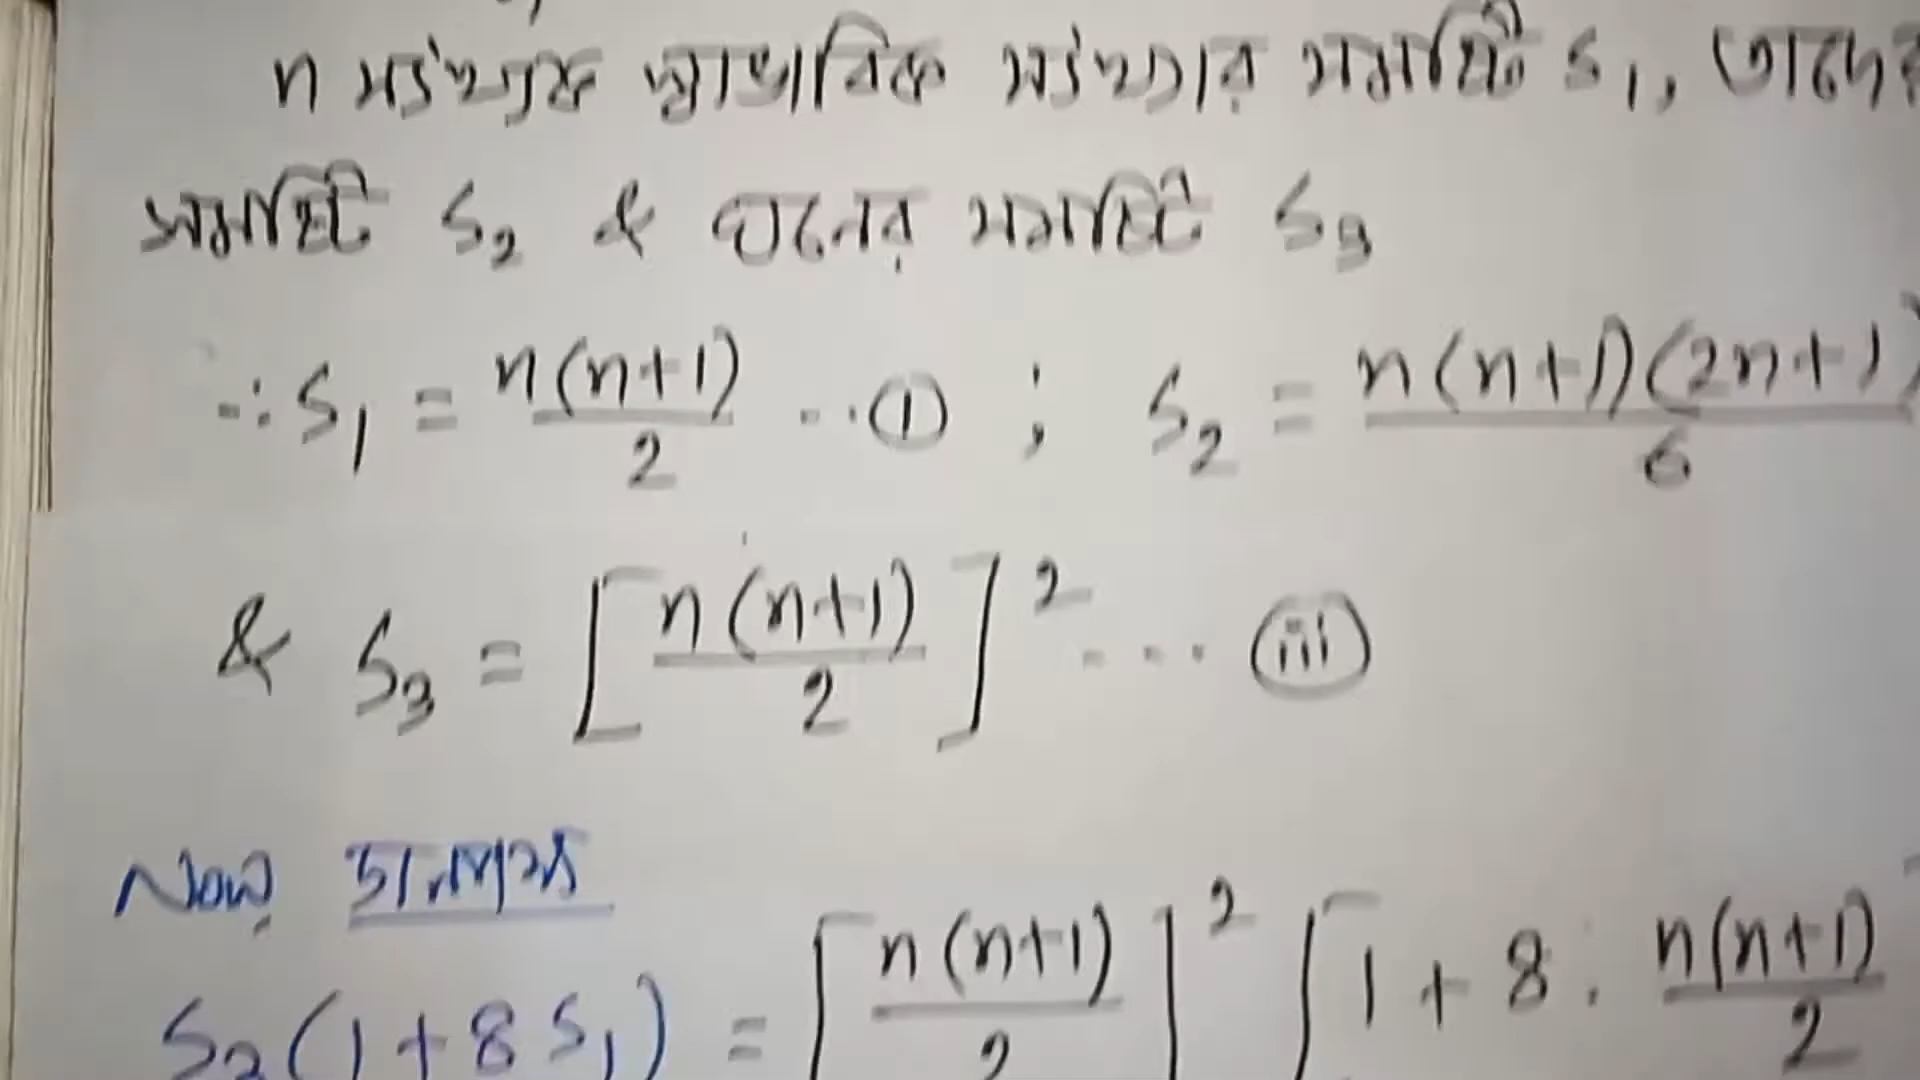 n সংখ্যক স্বাভাবিক সংখ্যার সমষ্টি S₁, তাদের
সমষ্টি S₂ & ঘনের সমষ্টি S₃
∴ S₁ = n(n+1)/2 ...(i) ; S₂ = n(n+1)(2n+1)/6
& S₃ = [n(n+1)/2]² ... (iii)
Now, বামপক্ষ
S₃(1+8S₁) = [n(n+1)/2]² [1+8. n(n+1)/2